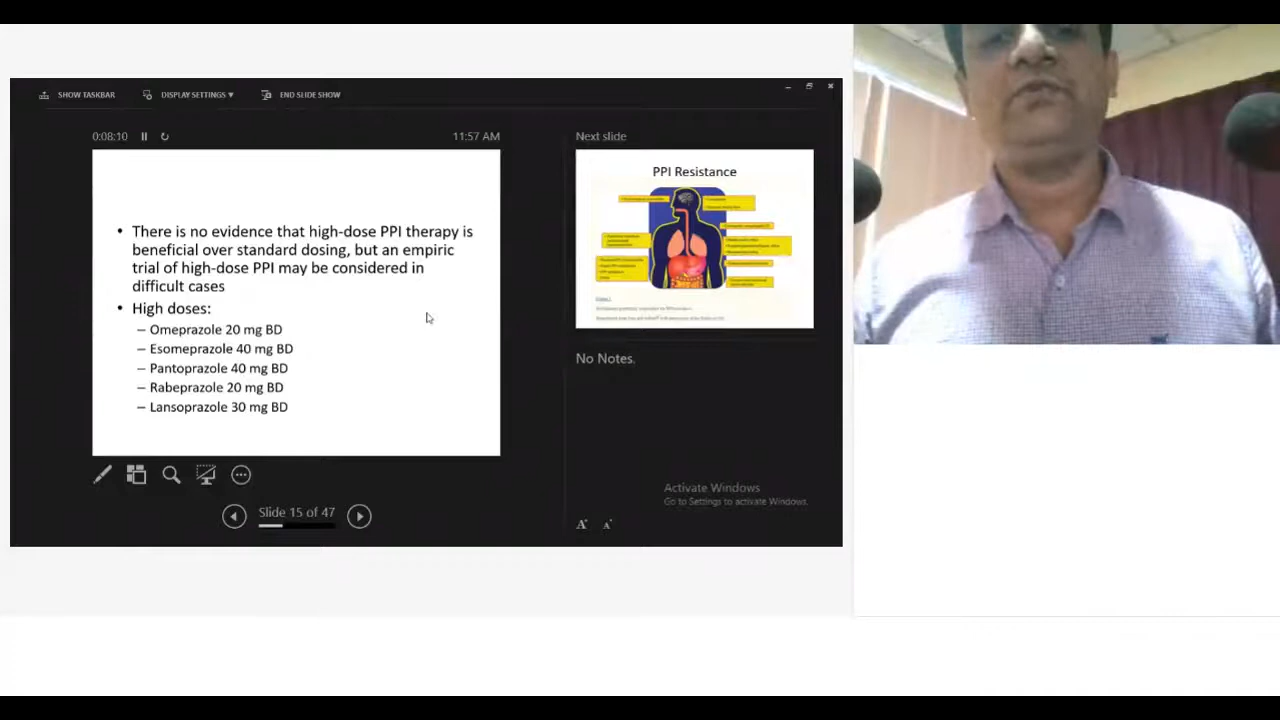 SHOW TASKBAR DISPLAY SETTINGS ▾ END SLIDE SHOW
0:08:10 11:57 AM
• There is no evidence that high-dose PPI therapy is
beneficial over standard dosing, but an empiric
trial of high-dose PPI may be considered in
difficult cases
• High doses:
– Omeprazole 20 mg BD
– Esomeprazole 40 mg BD
– Pantoprazole 40 mg BD
– Rabeprazole 20 mg BD
– Lansoprazole 30 mg BD
Slide 15 of 47
Next slide
PPI Resistance
No Notes.
Activate Windows
Go to Settings to activate Windows.
A A